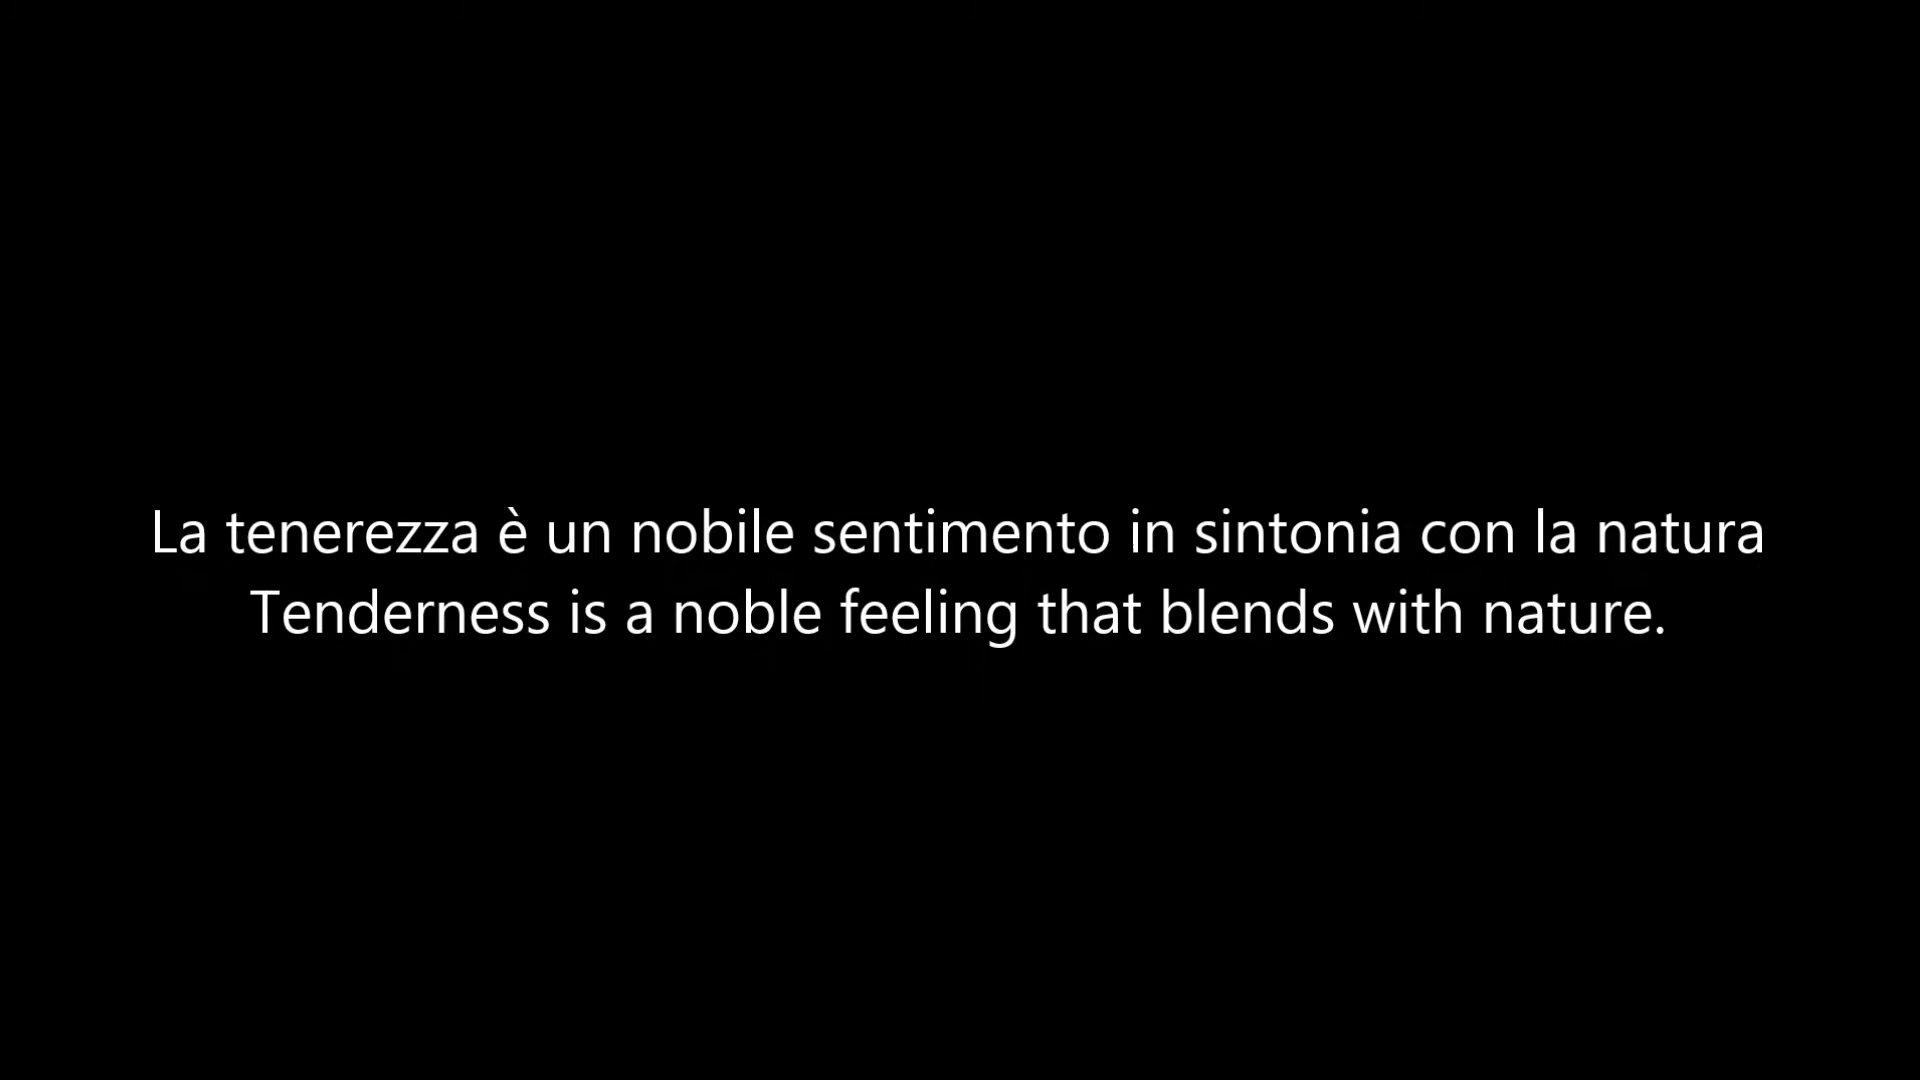 La tenerezza è un nobile sentimento in sintonia con la natura
Tenderness is a noble feeling that blends with nature.